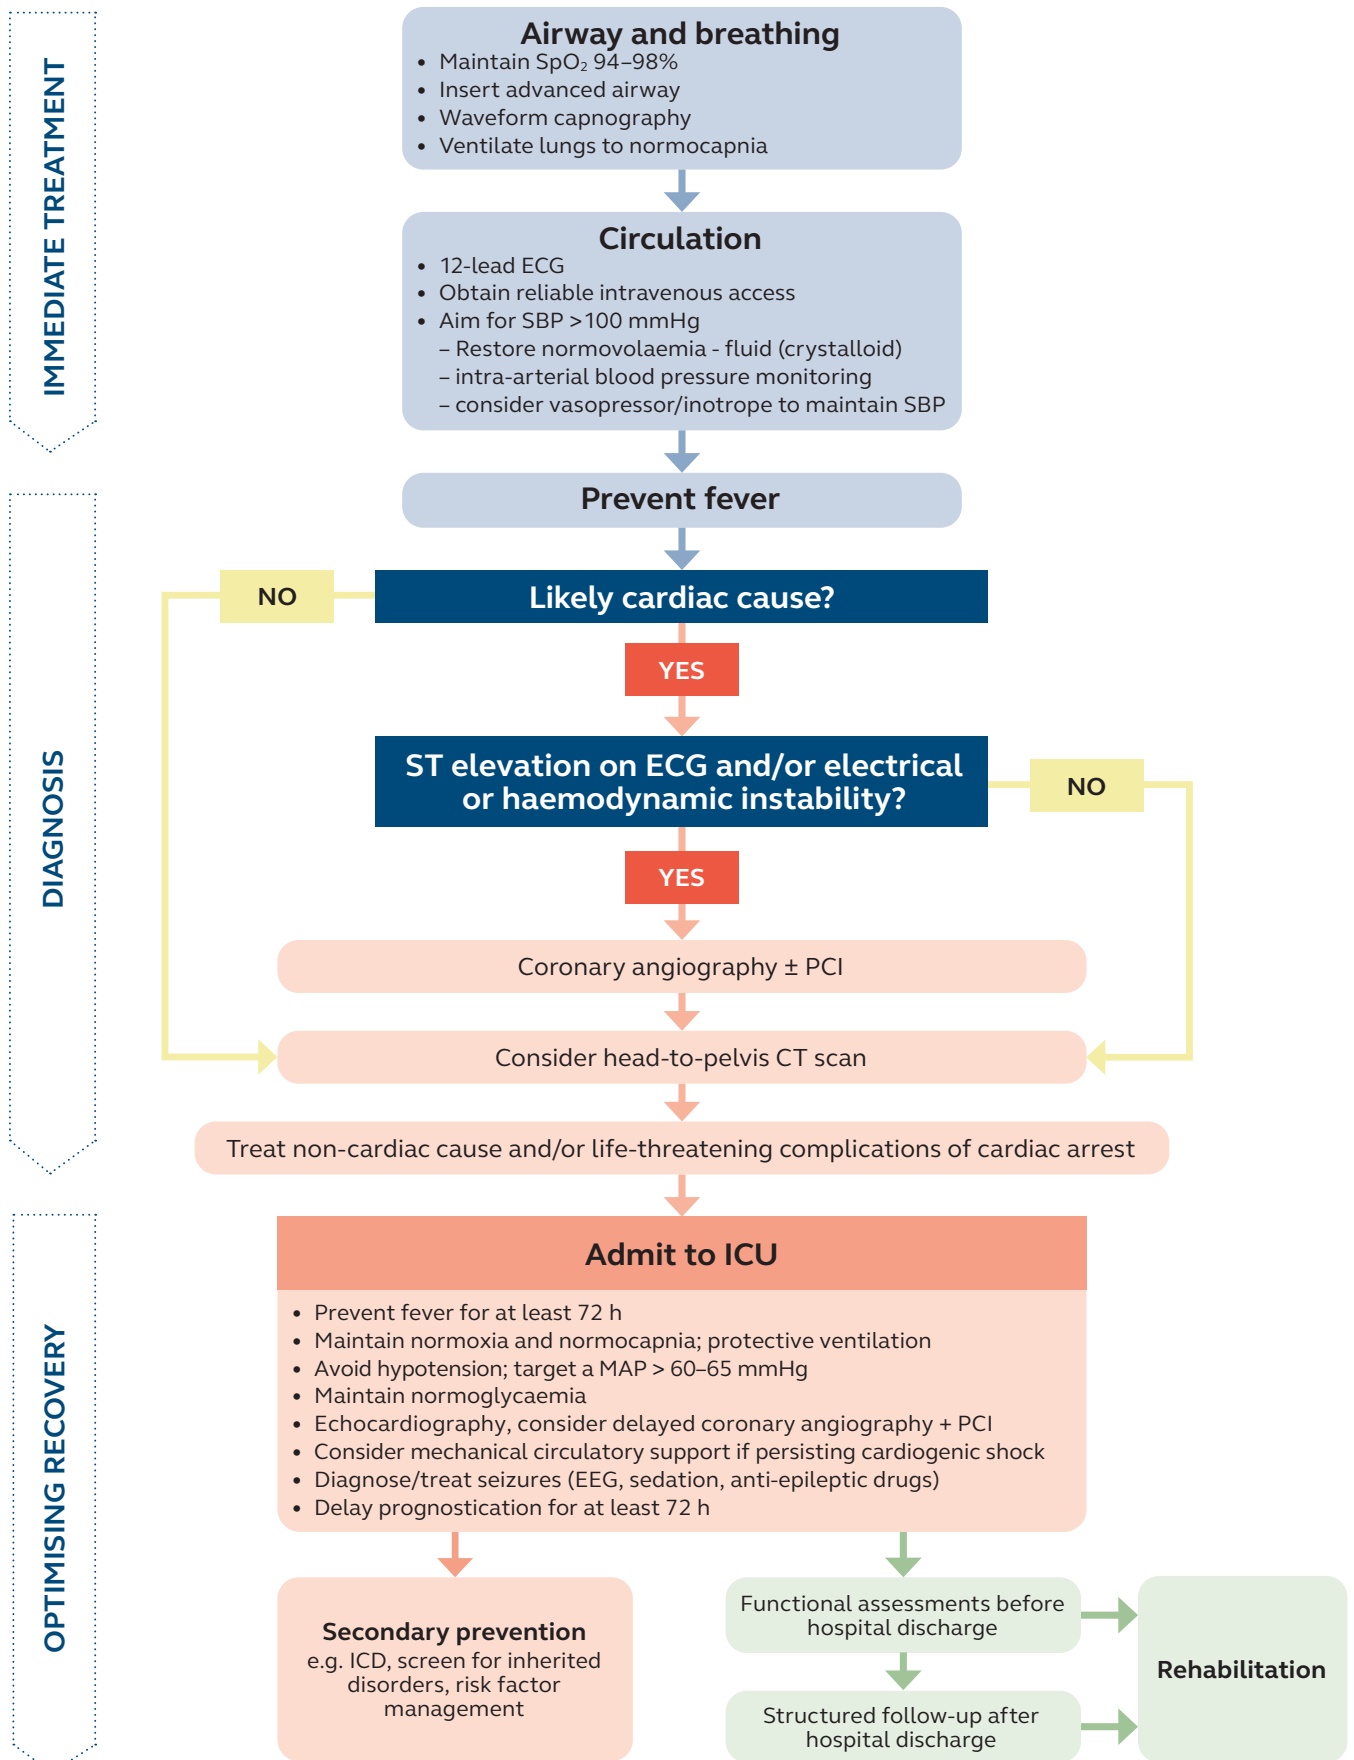 IMMEDIATE TREATMENT
Airway and breathing
• Maintain SpO₂ 94–98%
• Insert advanced airway
• Waveform capnography
• Ventilate lungs to normocapnia
Circulation
• 12-lead ECG
• Obtain reliable intravenous access
• Aim for SBP >100 mmHg
– Restore normovolaemia - fluid (crystalloid)
– intra-arterial blood pressure monitoring
– consider vasopressor/inotrope to maintain SBP
Prevent fever
DIAGNOSIS
Likely cardiac cause?
NO
YES
ST elevation on ECG and/or electrical
or haemodynamic instability?
NO
YES
Coronary angiography ± PCI
Consider head-to-pelvis CT scan
Treat non-cardiac cause and/or life-threatening complications of cardiac arrest
OPTIMISING RECOVERY
Admit to ICU
• Prevent fever for at least 72 h
• Maintain normoxia and normocapnia; protective ventilation
• Avoid hypotension; target a MAP > 60–65 mmHg
• Maintain normoglycaemia
• Echocardiography, consider delayed coronary angiography + PCI
• Consider mechanical circulatory support if persisting cardiogenic shock
• Diagnose/treat seizures (EEG, sedation, anti-epileptic drugs)
• Delay prognostication for at least 72 h
Secondary prevention
e.g. ICD, screen for inherited
disorders, risk factor
management
Functional assessments before
hospital discharge
Structured follow-up after
hospital discharge
Rehabilitation